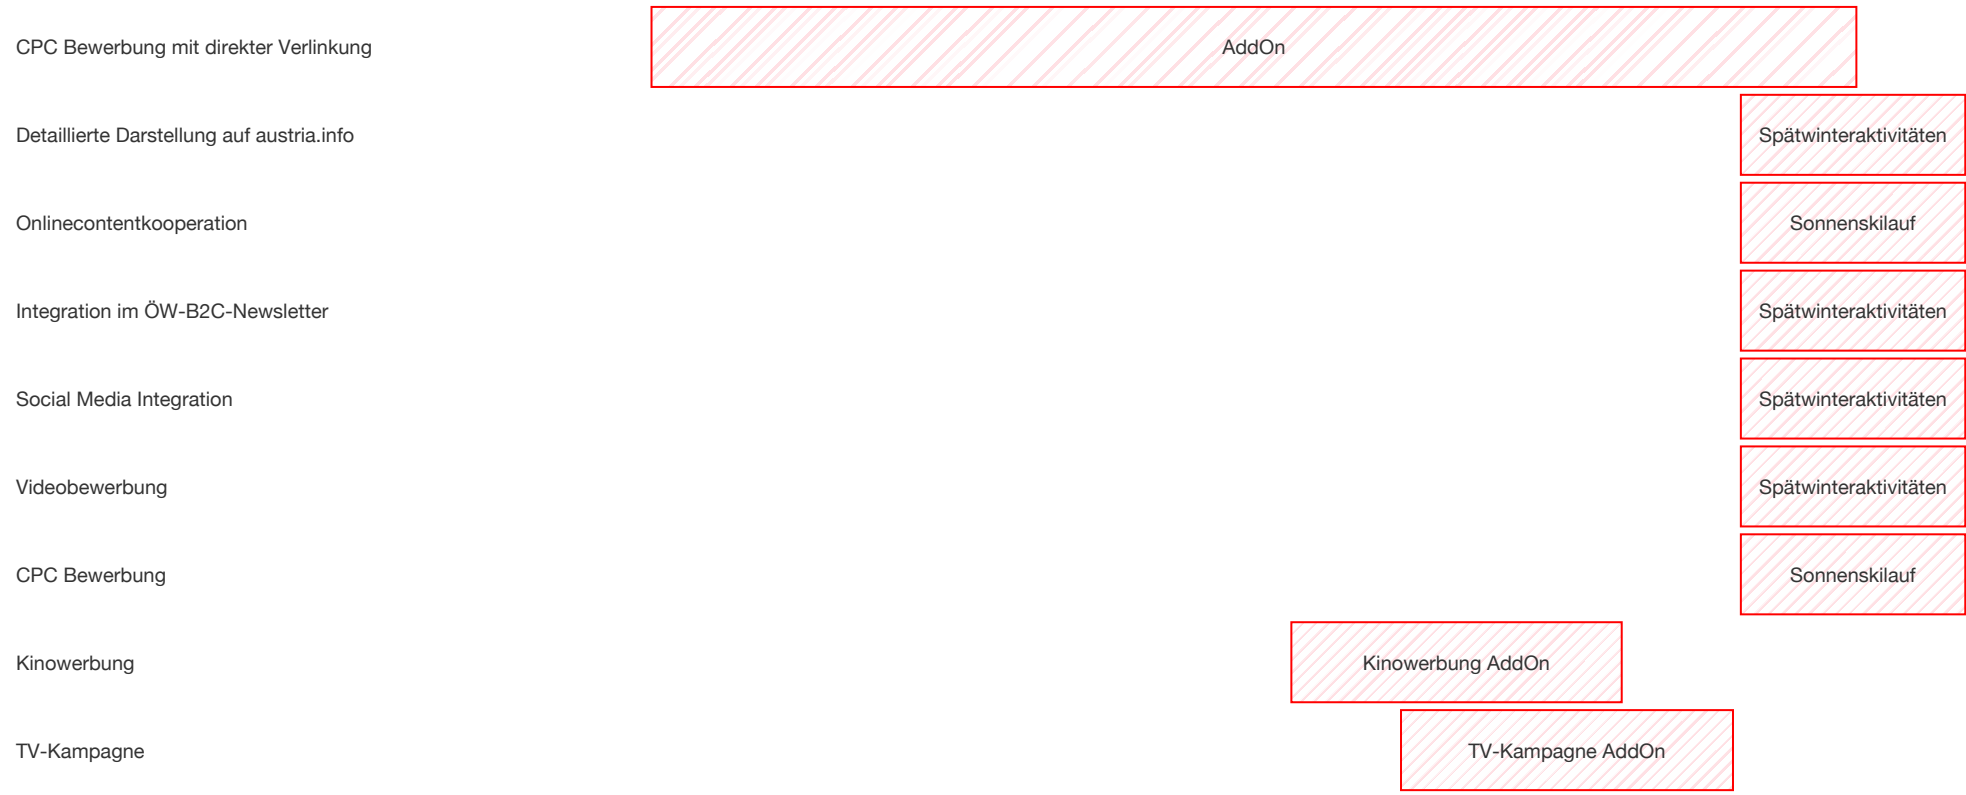 CPC Bewerbung mit direkter Verlinkung
AddOn
Detaillierte Darstellung auf austria.info
Spätwinteraktivitäten
Onlinecontentkooperation
Sonnenskilauf
Integration im ÖW-B2C-Newsletter
Spätwinteraktivitäten
Social Media Integration
Spätwinteraktivitäten
Videobewerbung
Spätwinteraktivitäten
CPC Bewerbung
Sonnenskilauf
Kinowerbung
Kinowerbung AddOn
TV-Kampagne
TV-Kampagne AddOn